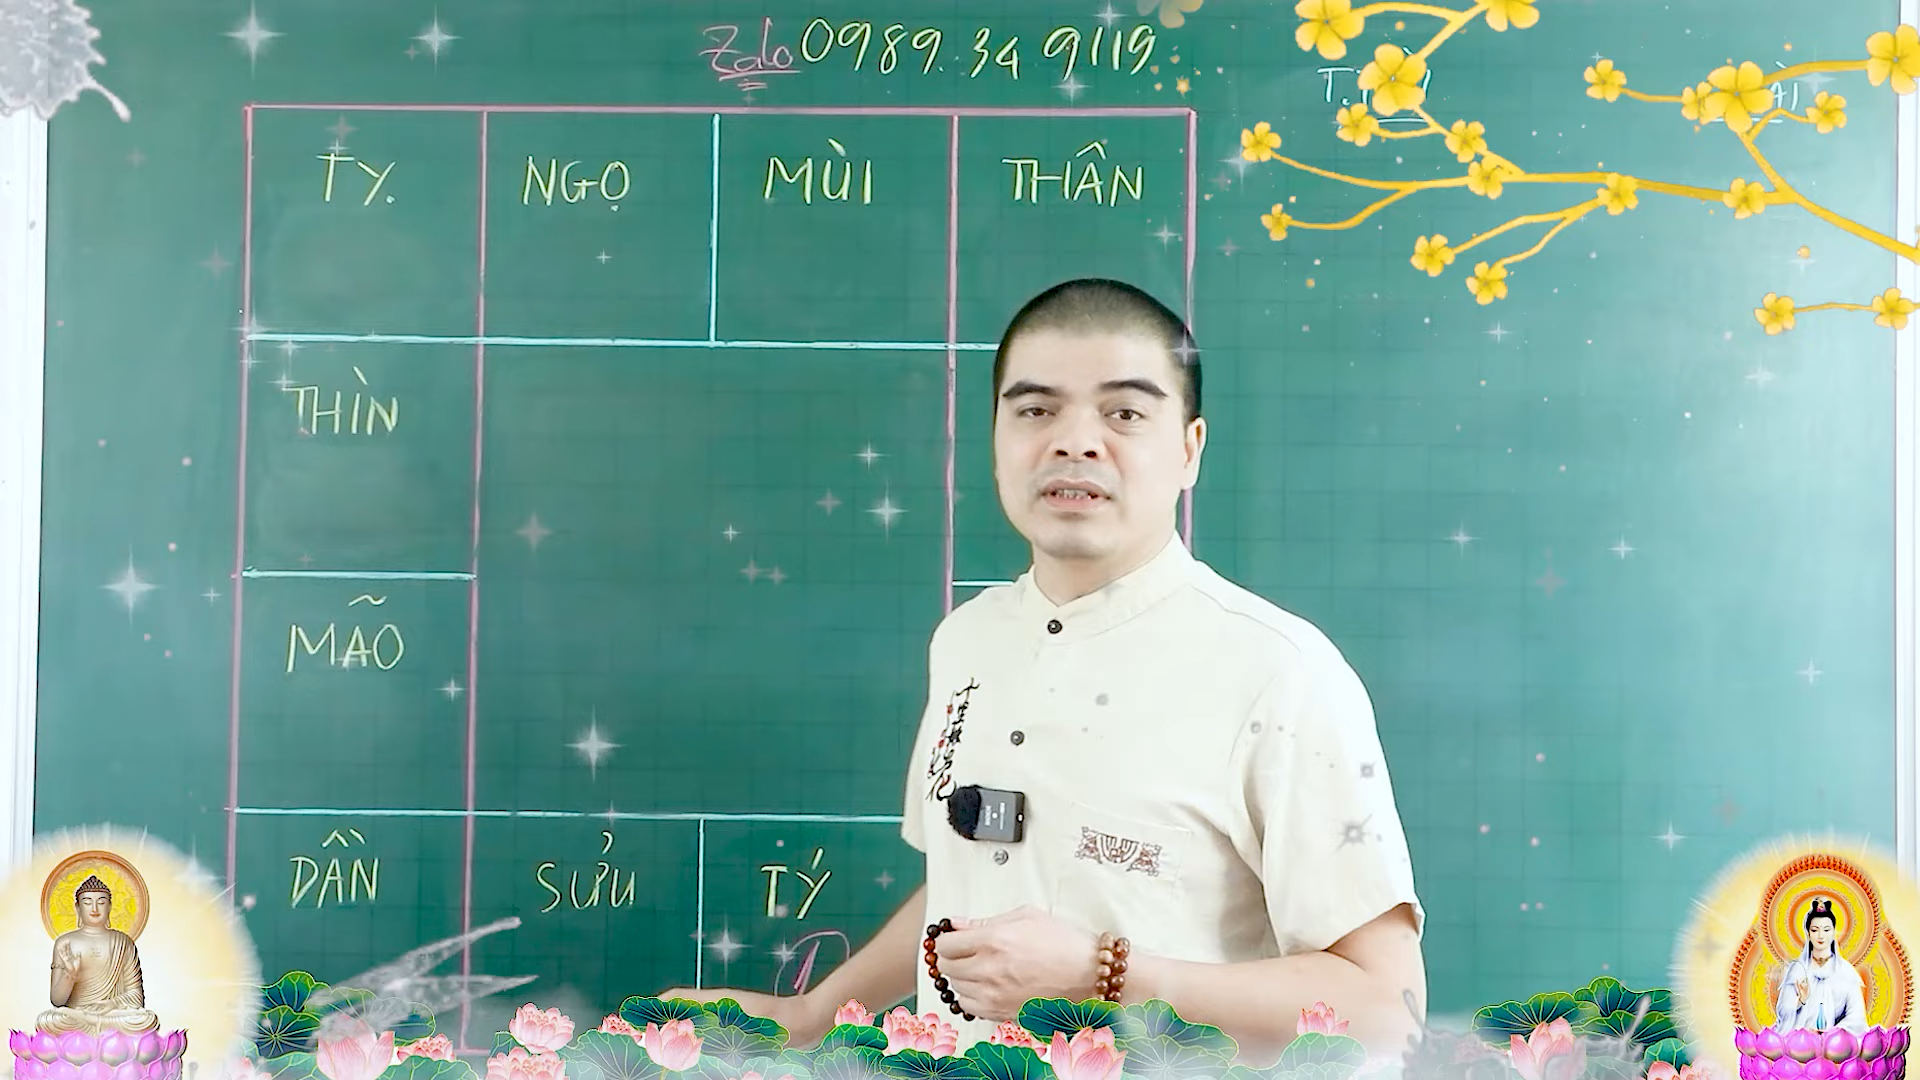 Zalo 0989.34 9119
TỴ NGỌ MÙI THÂN
THÌN
MÃO
DẦN SỬU TÝ